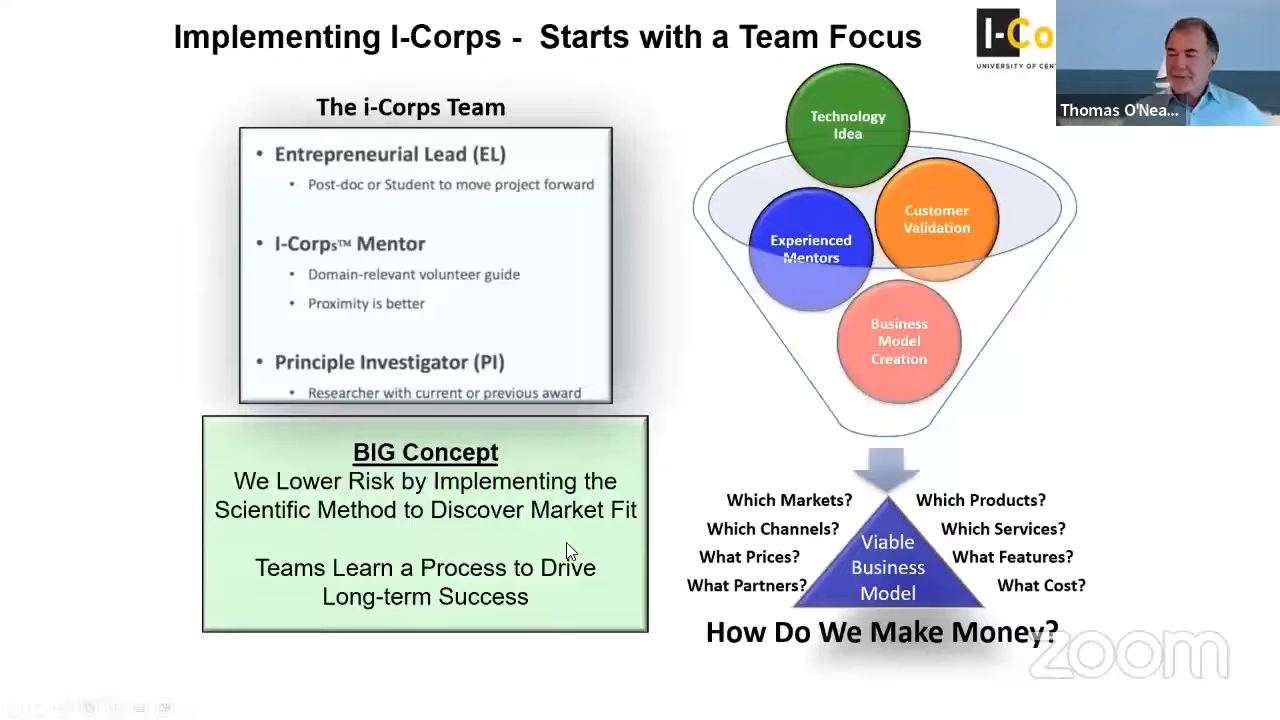 Implementing I-Corps - Starts with a Team Focus
I-Co
UNIVERSITY OF CEN
Thomas O'Nea...
The i-Corps Team
• Entrepreneurial Lead (EL)
• Post-doc or Student to move project forward
• I-Corps™ Mentor
• Domain-relevant volunteer guide
• Proximity is better
• Principle Investigator (PI)
• Researcher with current or previous award
BIG Concept
We Lower Risk by Implementing the
Scientific Method to Discover Market Fit
Teams Learn a Process to Drive
Long-term Success
Technology
Idea
Customer
Validation
Experienced
Mentors
Business
Model
Creation
Which Markets?
Which Products?
Which Channels?
Which Services?
What Prices?
What Features?
What Partners?
What Cost?
Viable
Business
Model
How Do We Make Money?
zoom